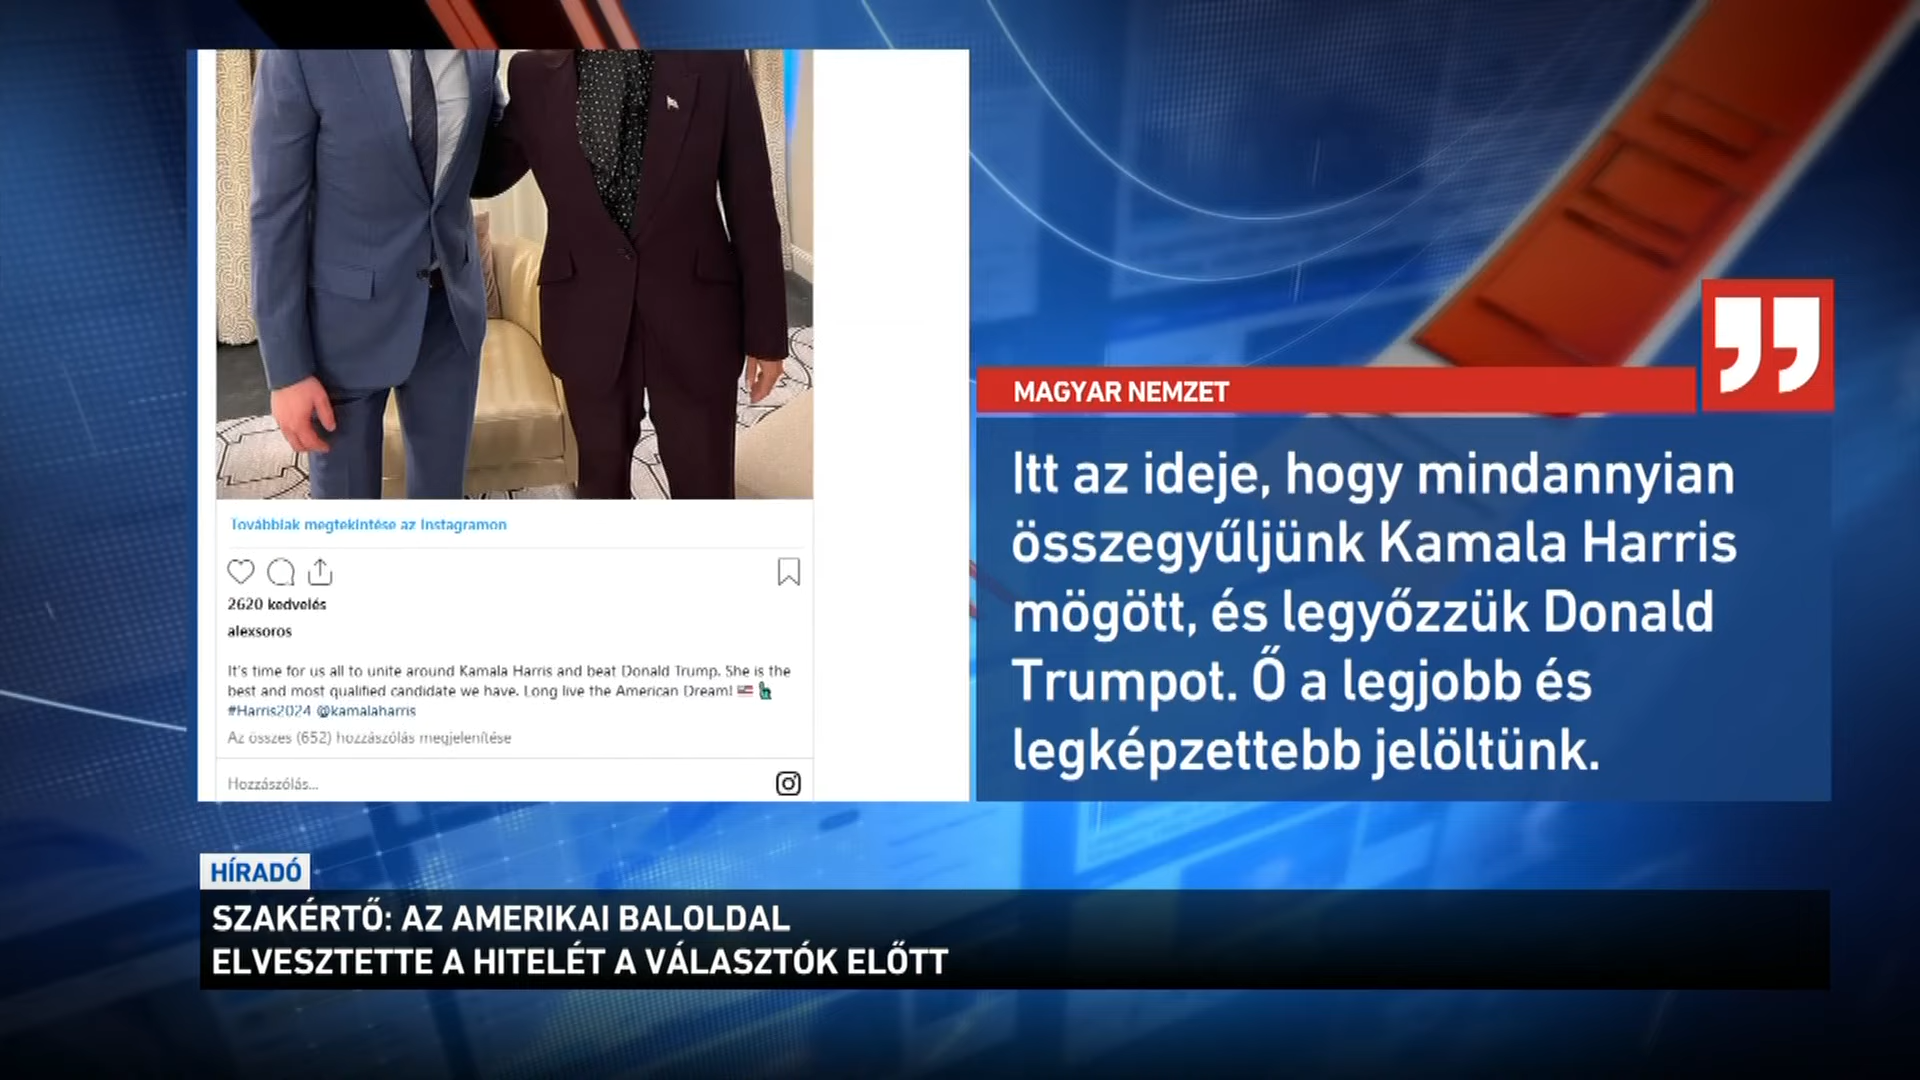 Továbbiak megtekintése az Instagramon
2620 kedvelés
alexsoros
It's time for us all to unite around Kamala Harris and beat Donald Trump. She is the
best and most qualified candidate we have. Long live the American Dream! 🇺🇸 🗽
#Harris2024 @kamalaharris
Az összes (652) hozzászólás megjelenítése
Hozzászólás...
MAGYAR NEMZET
Itt az ideje, hogy mindannyian
összegyűljünk Kamala Harris
mögött, és legyőzzük Donald
Trumpot. Ő a legjobb és
legképzettebb jelöltünk.
HÍRADÓ
SZAKÉRTŐ: AZ AMERIKAI BALOLDAL
ELVESZTETTE A HITELÉT A VÁLASZTÓK ELŐTT